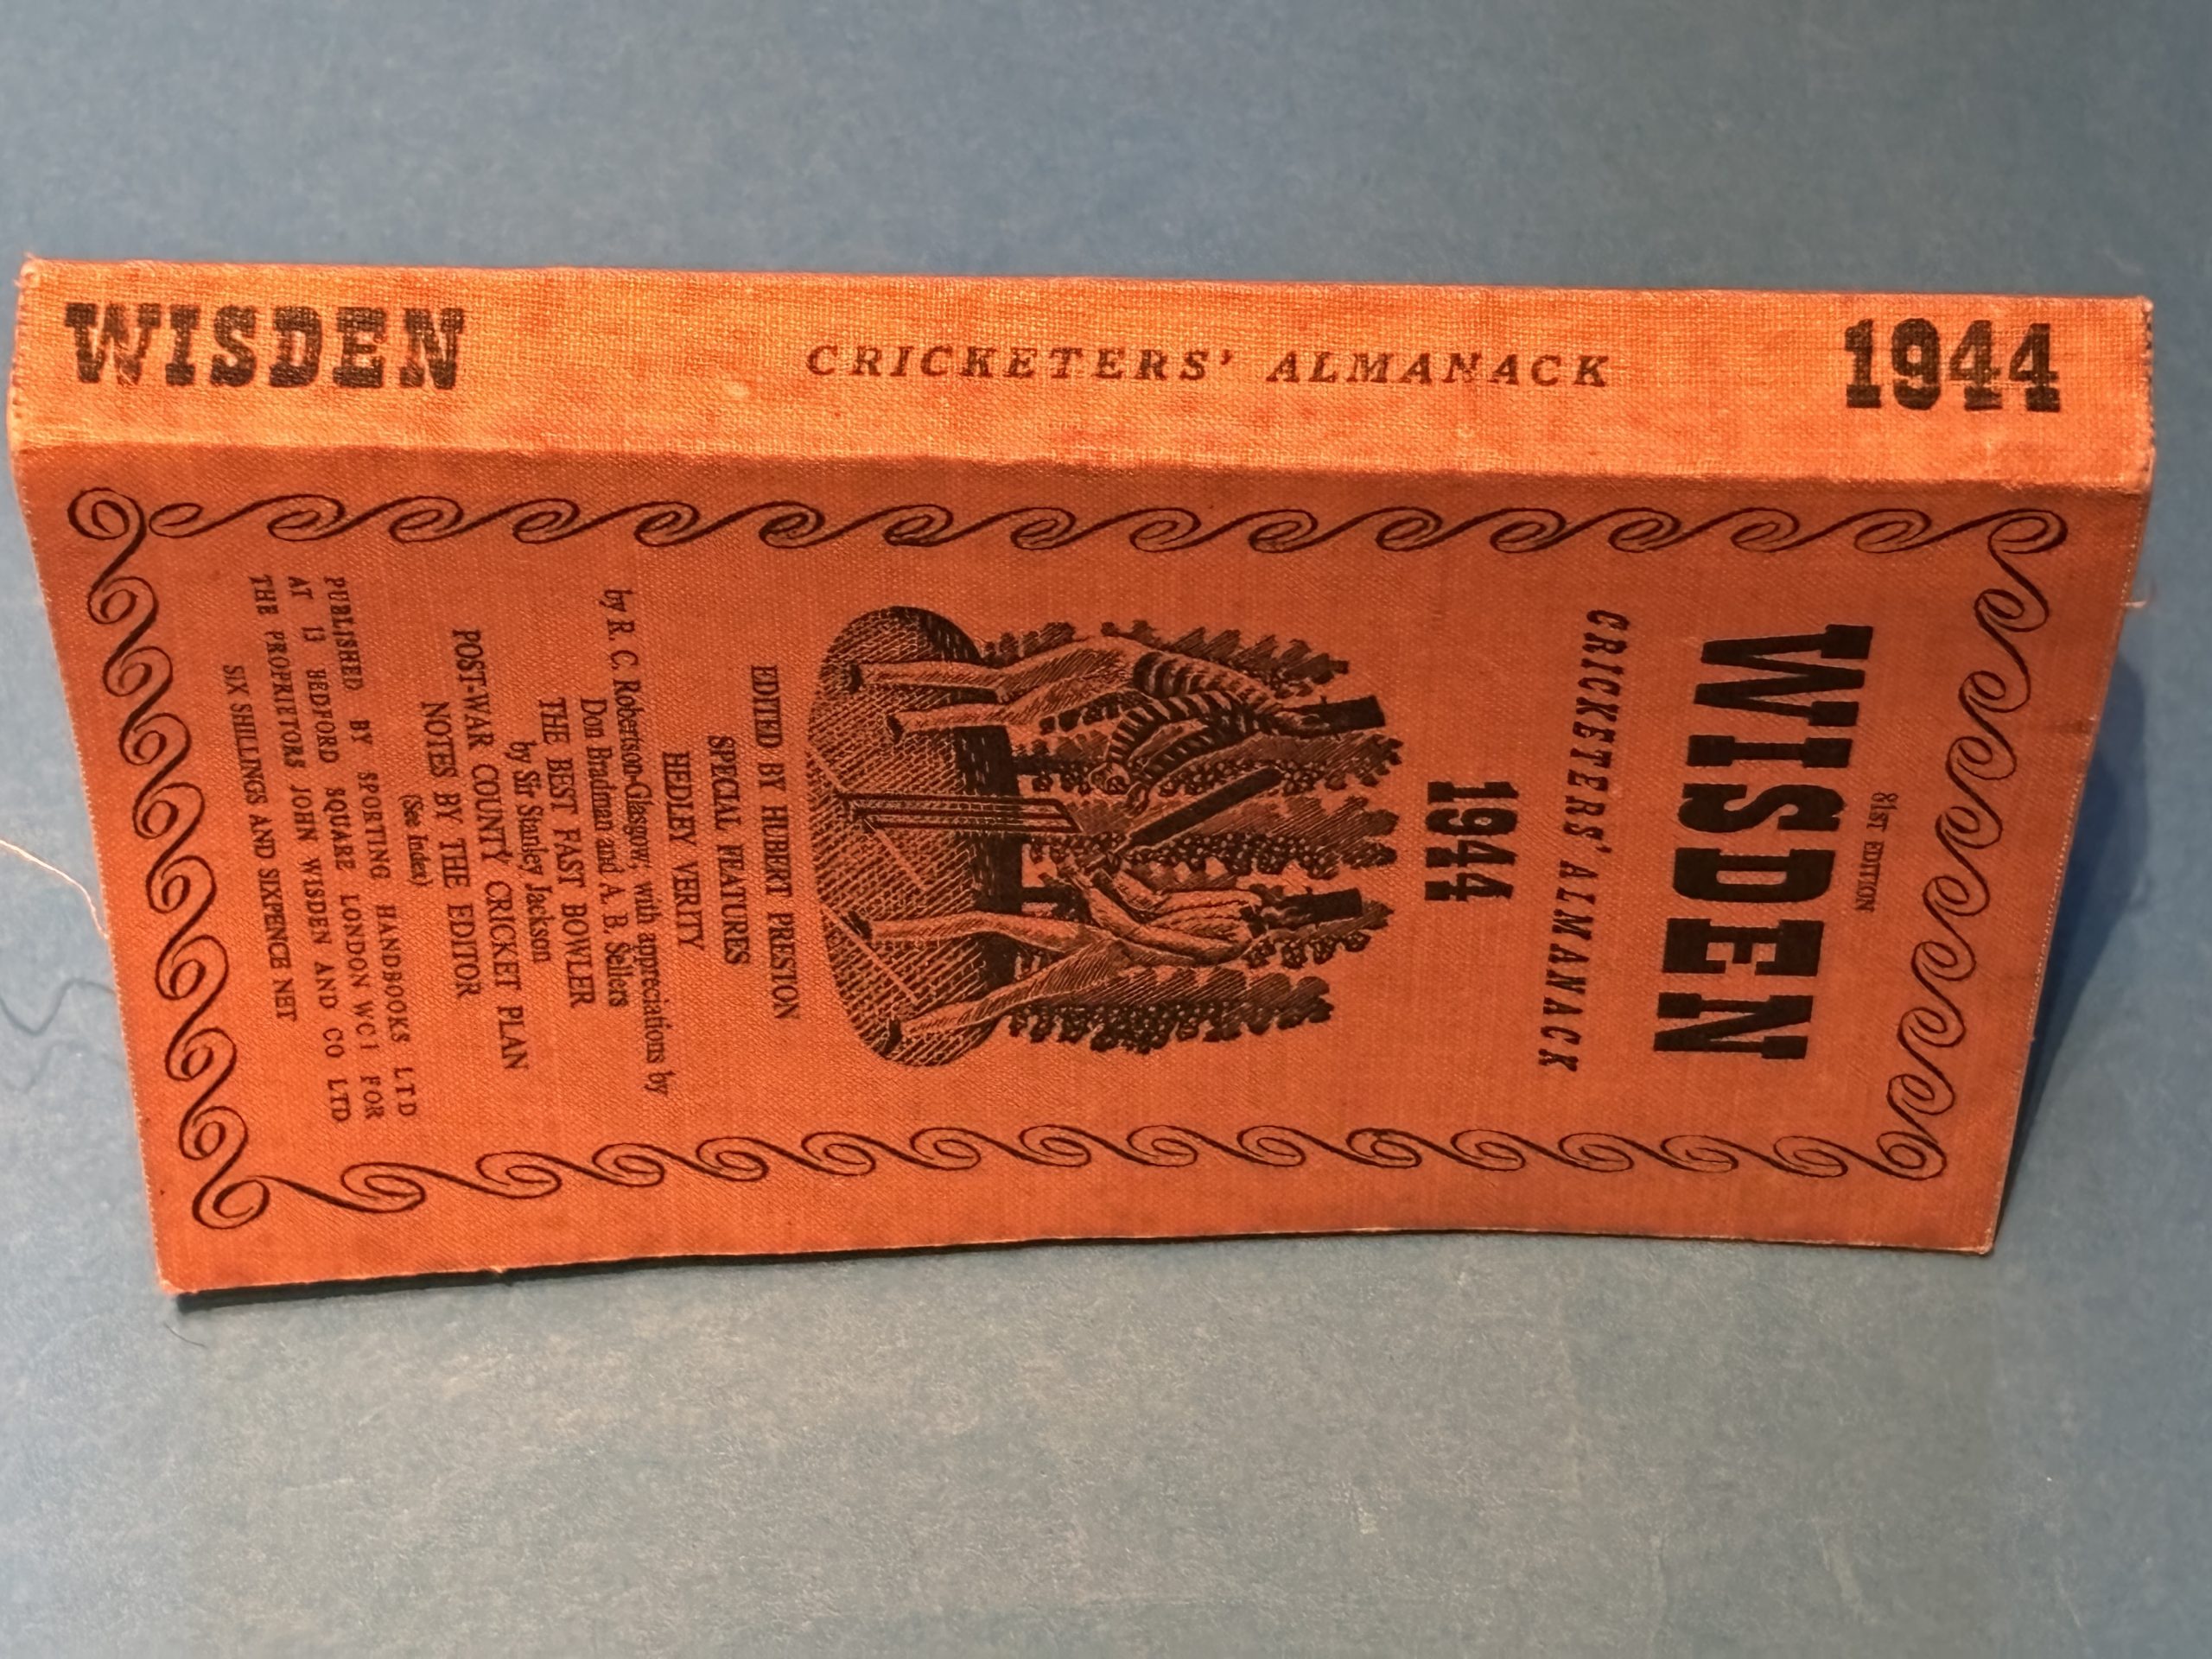 WISDEN
CRICKETERS' ALMANACK
1944
81ST EDITION
WISDEN
CRICKETERS' ALMANACK
1944
EDITED BY HUBERT PRESTON
SPECIAL FEATURES
HEDLEY VERITY
by R. C. Robertson-Glasgow, with appreciations by
Don Bradman and A. B. Sellers
THE BEST FAST BOWLER
by Sir Stanley Jackson
POST-WAR COUNTY CRICKET PLAN
NOTES BY THE EDITOR
(See Index)
PUBLISHED BY SPORTING HANDBOOKS LTD
AT 13 BEDFORD SQUARE LONDON WC1 FOR
THE PROPRIETORS JOHN WISDEN AND CO LTD
SIX SHILLINGS AND SIXPENCE NET